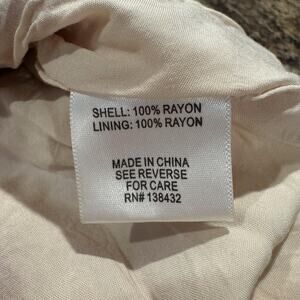 SHELL: 100% RAYON
LINING: 100% RAYON
MADE IN CHINA
SEE REVERSE
FOR CARE
RN# 138432